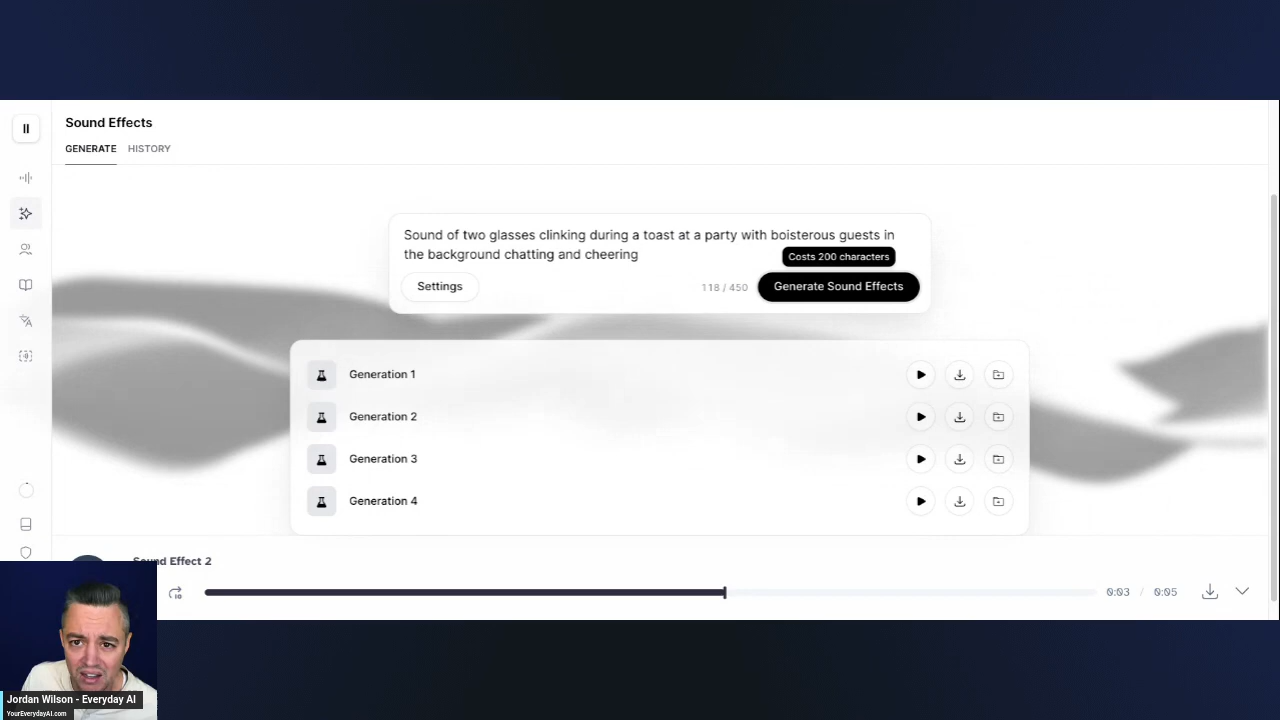 Sound Effects
GENERATE HISTORY
Sound of two glasses clinking during a toast at a party with boisterous guests in
the background chatting and cheering
Costs 200 characters
Settings
118 / 450
Generate Sound Effects
Generation 1
Generation 2
Generation 3
Generation 4
Sound Effect 2
10
0:03 / 0:05
Jordan Wilson - Everyday AI
YourEverydayAI.com